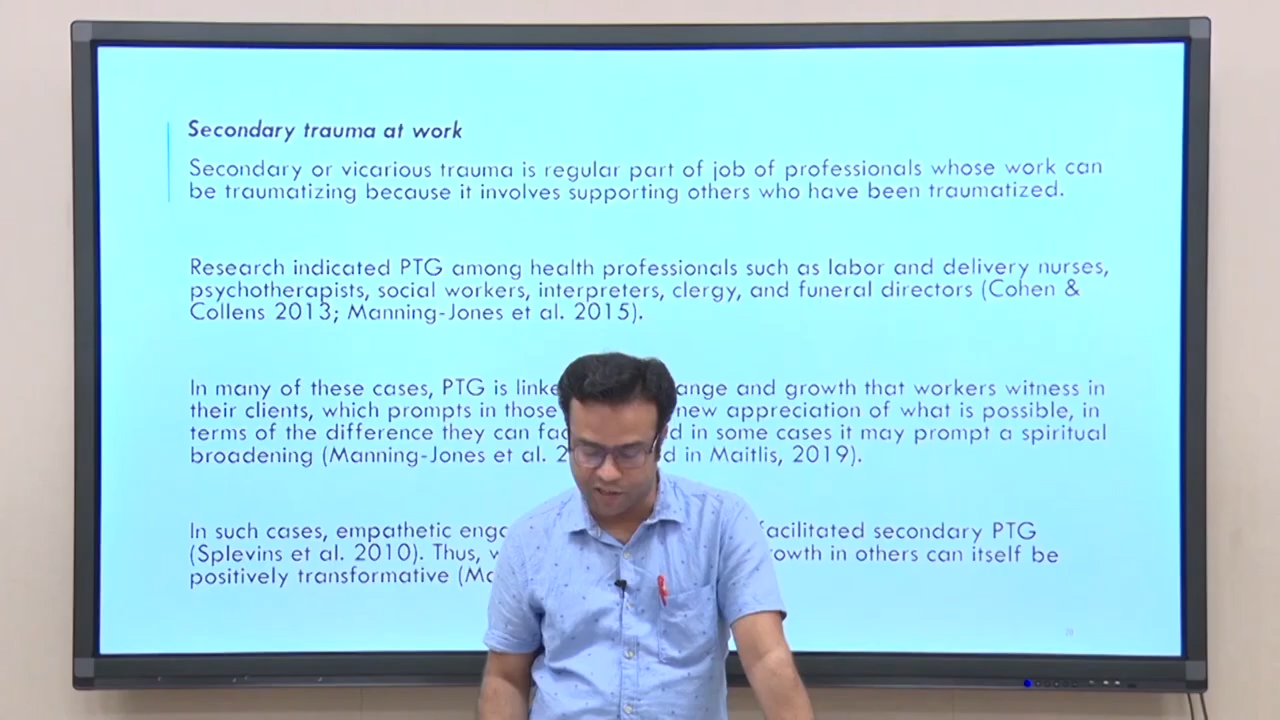 Secondary trauma at work
Secondary or vicarious trauma is regular part of job of professionals whose work can
be traumatizing because it involves supporting others who have been traumatized.
Research indicated PTG among health professionals such as labor and delivery nurses,
psychotherapists, social workers, interpreters, clergy, and funeral directors (Cohen &
Collens 2013; Manning-Jones et al. 2015).
In many of these cases, PTG is and growth that workers witness in
their clients, which prompts in those new appreciation of what is possible, in
terms of the difference they can in some cases it may prompt a spiritual
broadening (Manning-Jones et al. in Maitlis, 2019).
In such cases, empathetic facilitated secondary PTG
(Splevins et al. 2010). Thus, in others can itself be
positively transformative